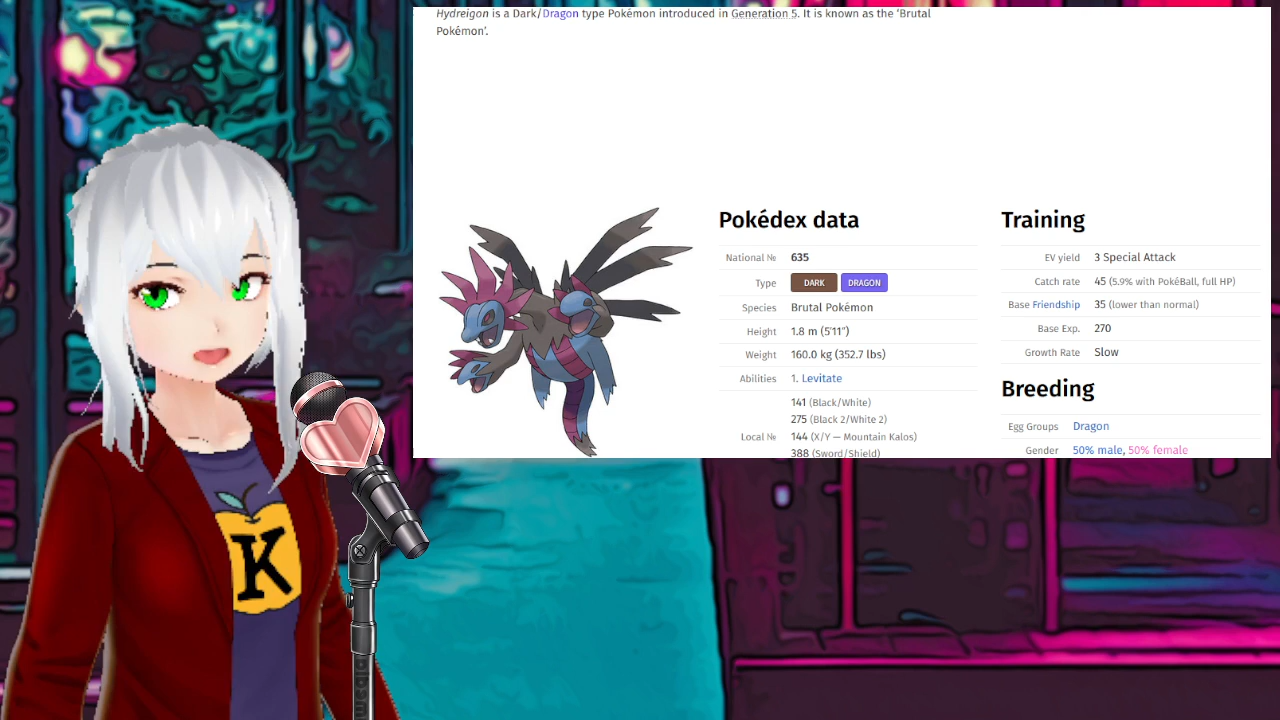 Hydreigon is a Dark/Dragon type Pokémon introduced in Generation 5. It is known as the ‘Brutal
Pokémon’.
Pokédex data
National № 635
Type DARK DRAGON
Species Brutal Pokémon
Height 1.8 m (5′11″)
Weight 160.0 kg (352.7 lbs)
Abilities 1. Levitate
Local № 141 (Black/White)
275 (Black 2/White 2)
144 (X/Y — Mountain Kalos)
388 (Sword/Shield)
Training
EV yield 3 Special Attack
Catch rate 45 (5.9% with PokéBall, full HP)
Base Friendship 35 (lower than normal)
Base Exp. 270
Growth Rate Slow
Breeding
Egg Groups Dragon
Gender 50% male, 50% female
K